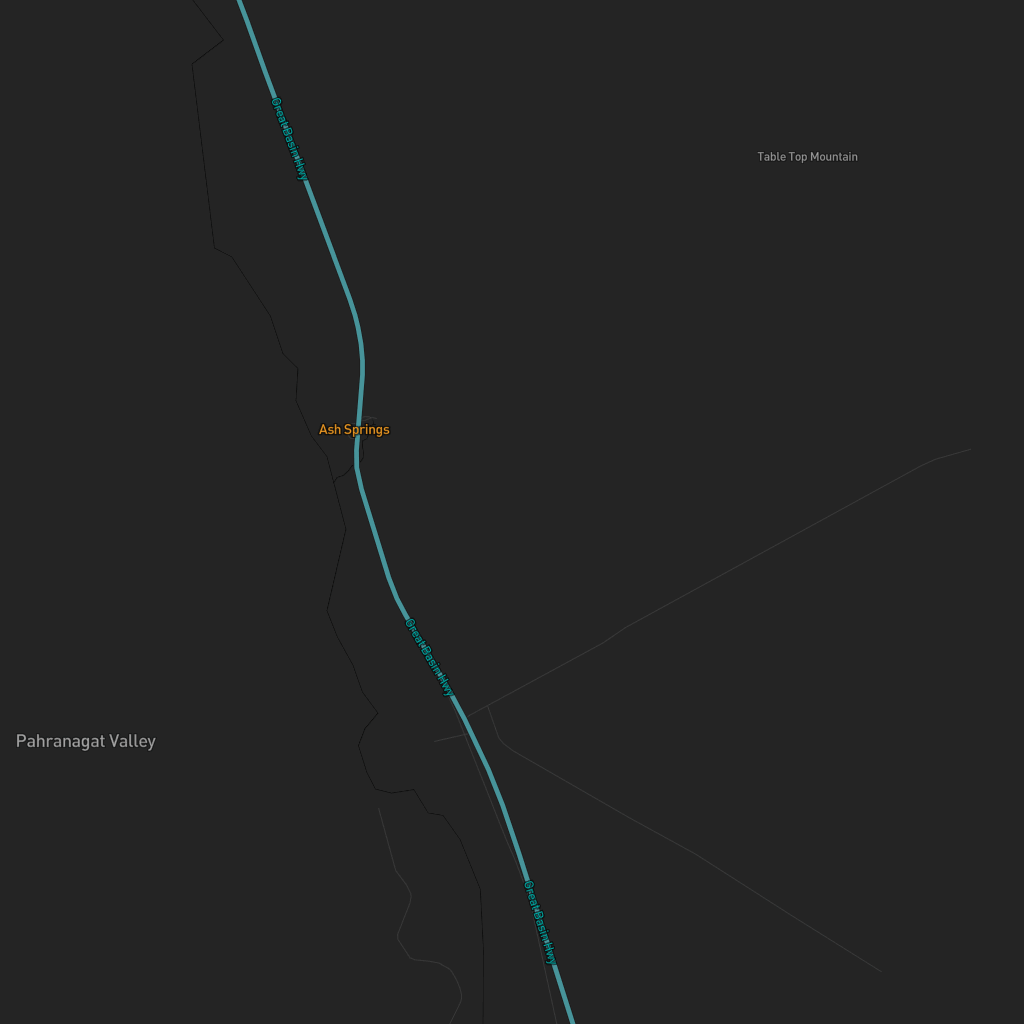 Great Basin Hwy
Table Top Mountain
Ash Springs
Great Basin Hwy
Pahranagat Valley
Great Basin Hwy